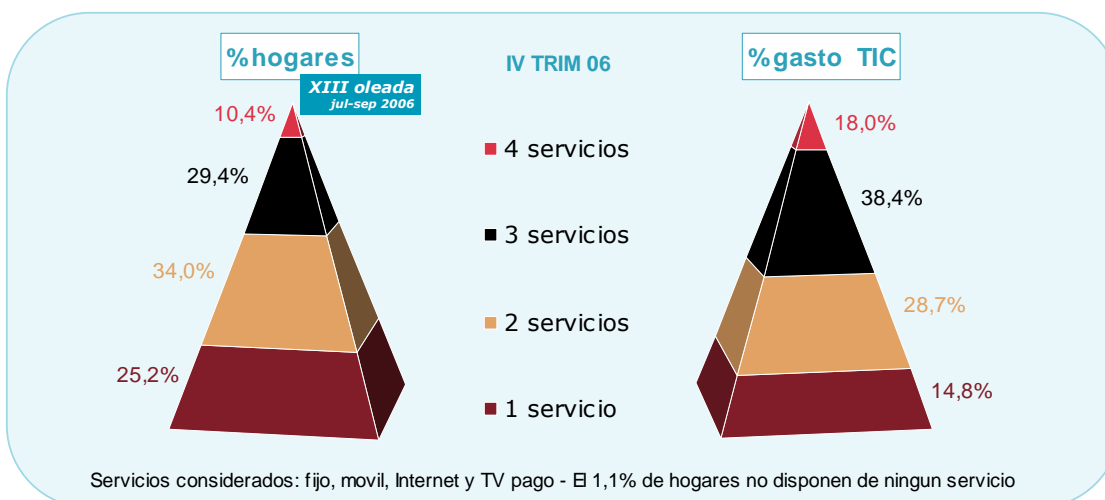 %hogares
IV TRIM 06
%gasto TIC
XIII oleada
jul-sep 2006
10,4%
18,0%
4 servicios
29,4%
38,4%
3 servicios
34,0%
28,7%
2 servicios
25,2%
14,8%
1 servicio
Servicios considerados: fijo, movil, Internet y TV pago - El 1,1% de hogares no disponen de ningun servicio